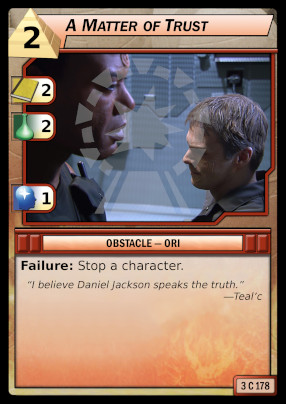 2
A Matter of Trust
2
2
1
OBSTACLE — ORI
Failure: Stop a character.
"I believe Daniel Jackson speaks the truth."
—Teal'c
3 C 178